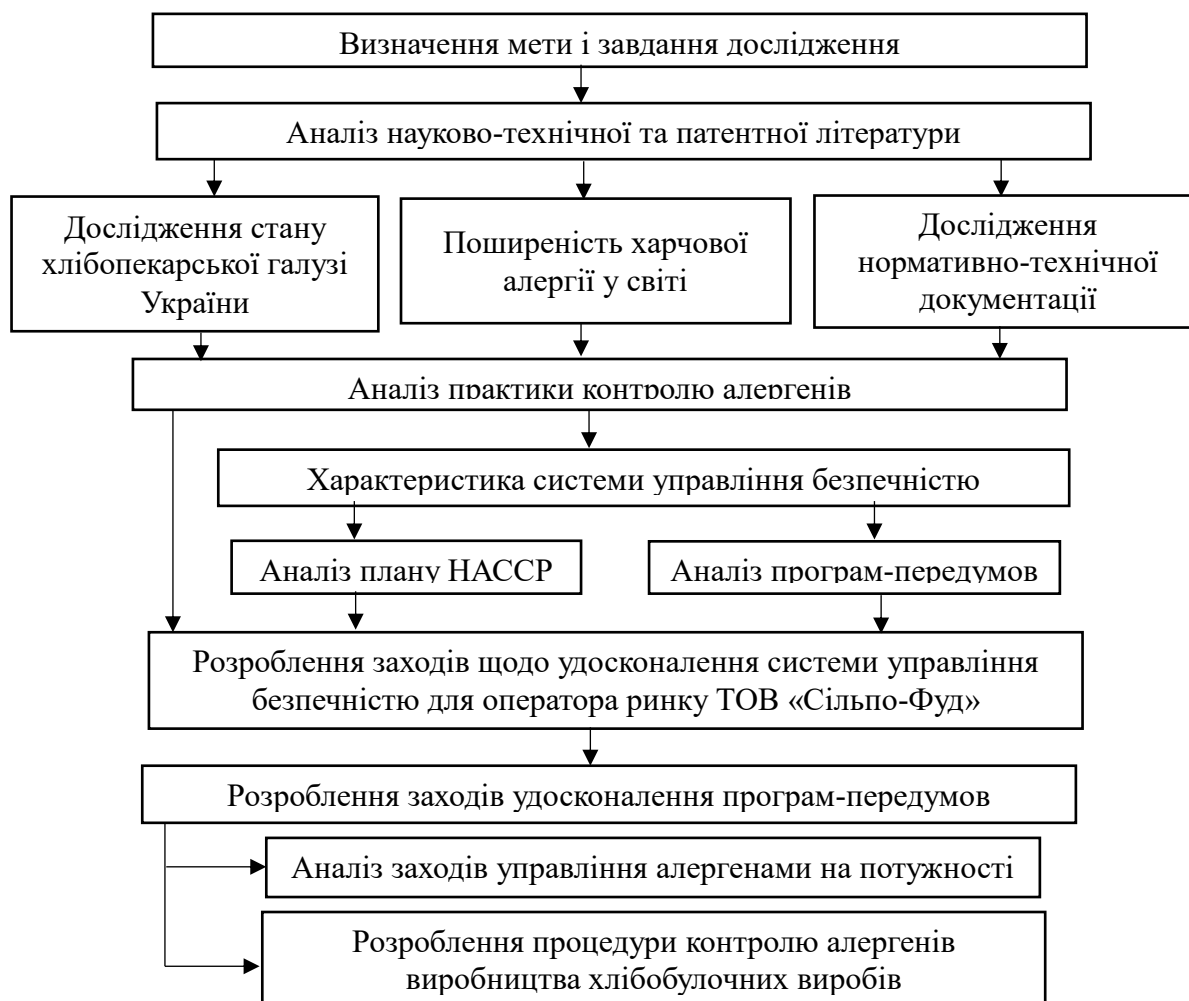 Визначення мети і завдання дослідження
Аналіз науково-технічної та патентної літератури
Дослідження стану
хлібопекарської галузі
України
Поширеність харчової
алергії у світі
Дослідження
нормативно-технічної
документації
Аналіз практики контролю алергенів
Характеристика системи управління безпечністю
Аналіз плану НАССР
Аналіз програм-передумов
Розроблення заходів щодо удосконалення системи управління
безпечністю для оператора ринку ТОВ «Сільпо-Фуд»
Розроблення заходів удосконалення програм-передумов
Аналіз заходів управління алергенами на потужності
Розроблення процедури контролю алергенів
виробництва хлібобулочних виробів